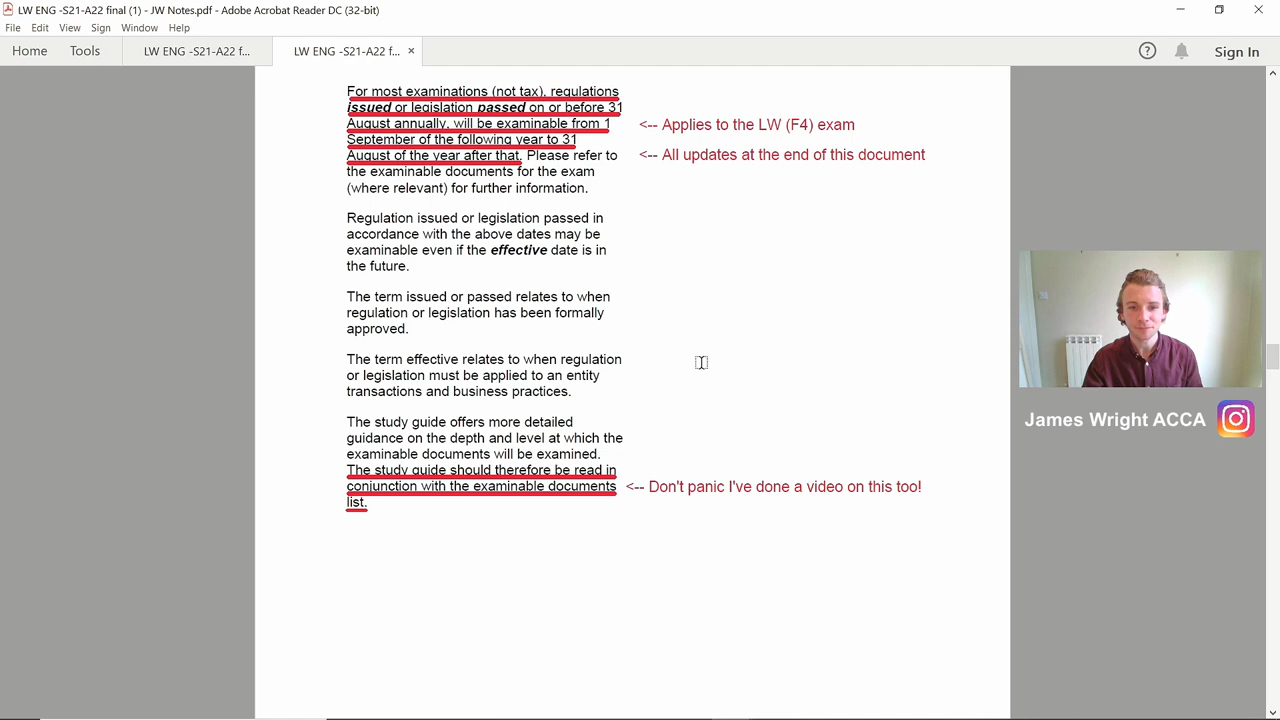 LW ENG -S21-A22 final (1) - JW Notes.pdf - Adobe Acrobat Reader DC (32-bit)
File Edit View Sign Window Help
Home Tools LW ENG -S21-A22 f... LW ENG -S21-A22 f... × Sign In
For most examinations (not tax), regulations
issued or legislation passed on or before 31
August annually, will be examinable from 1 <-- Applies to the LW (F4) exam
September of the following year to 31
August of the year after that. Please refer to <-- All updates at the end of this document
the examinable documents for the exam
(where relevant) for further information.
Regulation issued or legislation passed in
accordance with the above dates may be
examinable even if the effective date is in
the future.
The term issued or passed relates to when
regulation or legislation has been formally
approved.
The term effective relates to when regulation
or legislation must be applied to an entity
transactions and business practices.
The study guide offers more detailed
guidance on the depth and level at which the
examinable documents will be examined.
The study guide should therefore be read in
conjunction with the examinable documents <-- Don't panic I've done a video on this too!
list.
James Wright ACCA